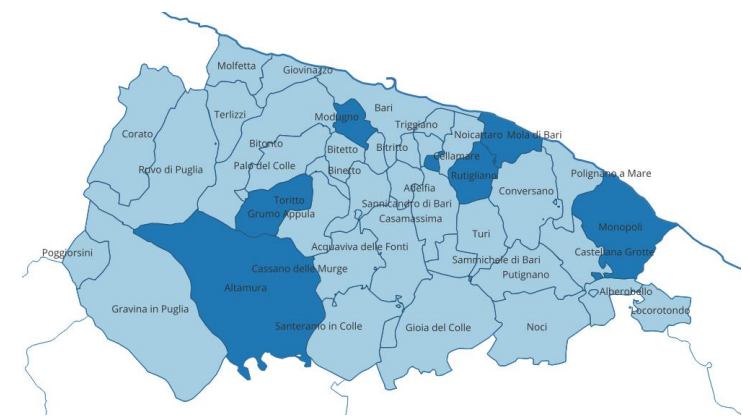 Molfetta
Giovinazzo
Bari
Terlizzi
Modugno
Triggiano
Corato
Noicattaro
Mola di Bari
Bitonto
Bitetto
Bitritto
Cellamare
Ruvo di Puglia
Palo del Colle
Binetto
Rutigliano
Polignano a Mare
Adelfia
Conversano
Toritto
Sannicandro di Bari
Grumo Appula
Casamassima
Monopoli
Turi
Acquaviva delle Fonti
Poggiorsini
Castellana Grotte
Sammichele di Bari
Cassano delle Murge
Putignano
Altamura
Alberobello
Gravina in Puglia
Locorotondo
Santeramo in Colle
Gioia del Colle
Noci